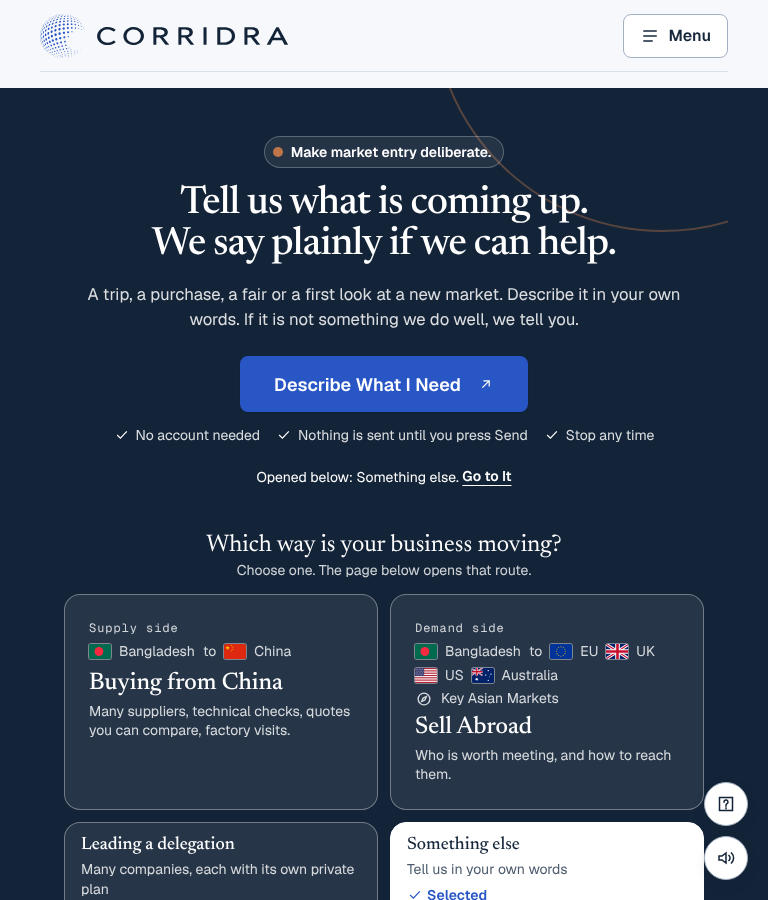 CORRIDRA
Menu
Make market entry deliberate.
Tell us what is coming up.
We say plainly if we can help.
A trip, a purchase, a fair or a first look at a new market. Describe it in your own
words. If it is not something we do well, we tell you.
Describe What I Need
No account needed
Nothing is sent until you press Send
Stop any time
Opened below: Something else. Go to It
Which way is your business moving?
Choose one. The page below opens that route.
Supply side
Bangladesh to China
Buying from China
Many suppliers, technical checks, quotes
you can compare, factory visits.
Demand side
Bangladesh to EU UK
US Australia
Key Asian Markets
Sell Abroad
Who is worth meeting, and how to reach
them.
Leading a delegation
Many companies, each with its own private
plan
Something else
Tell us in your own words
Selected